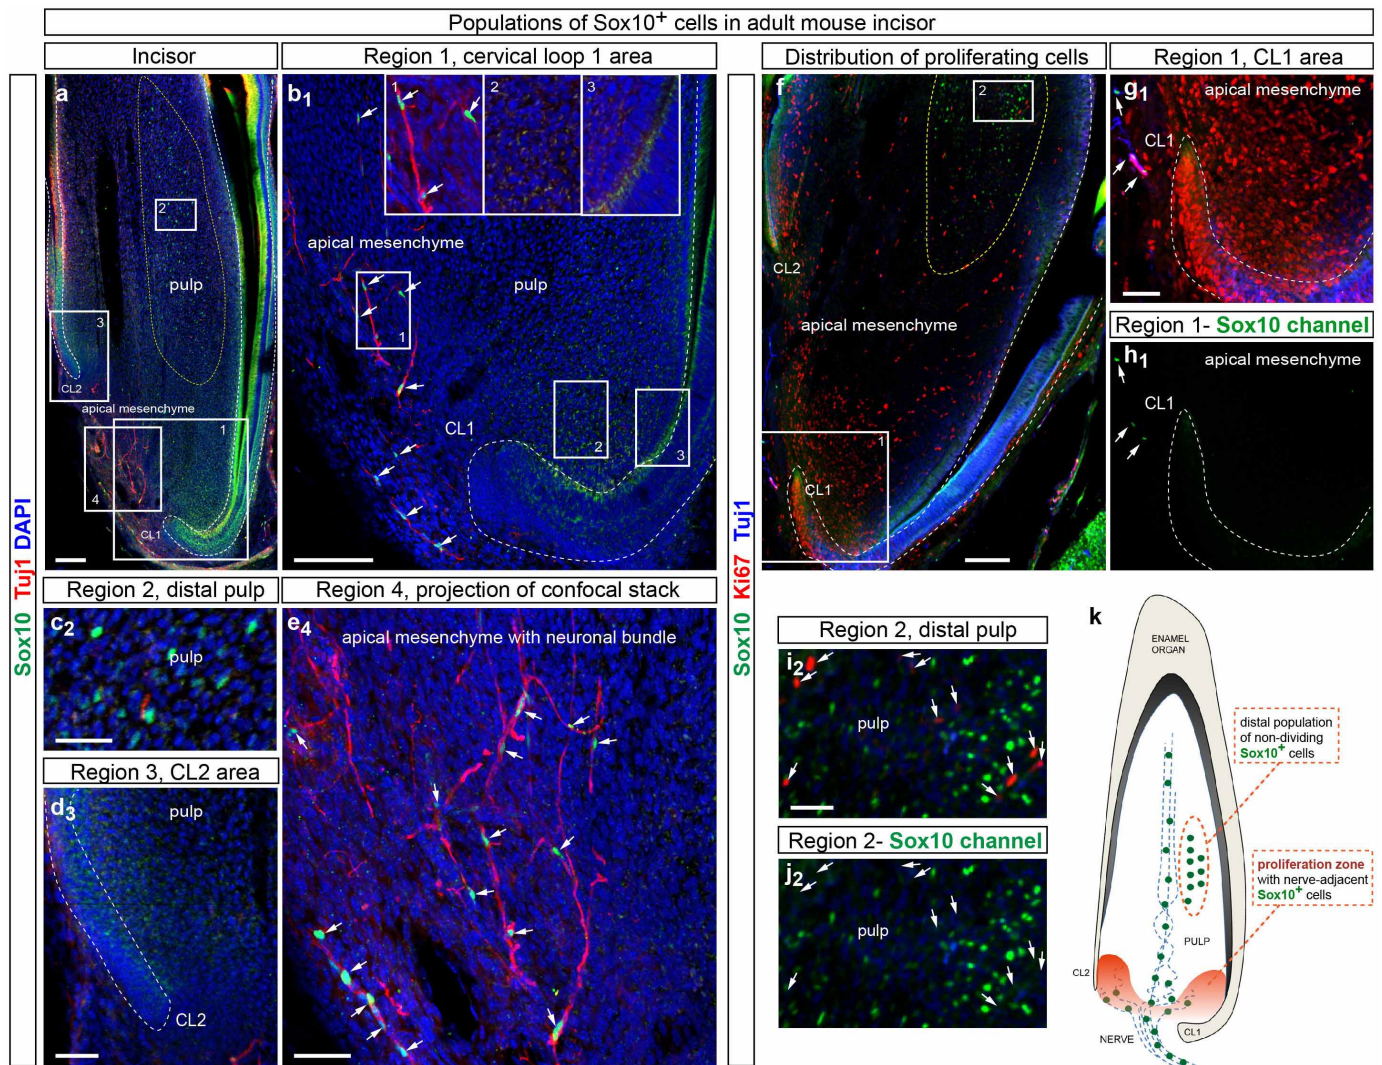 Populations of Sox10+ cells in adult mouse incisor
Incisor
Region 1, cervical loop 1 area
Distribution of proliferating cells
Region 1, CL1 area
Sox10 Tuj1 DAPI
a
2
pulp
3
CL2
apical mesenchyme
1
4
CL1
b1
1
2
3
apical mesenchyme
pulp
1
CL1
2
3
Region 2, distal pulp
c2
pulp
Region 3, CL2 area
d3
pulp
CL2
Region 4, projection of confocal stack
e4
apical mesenchyme with neuronal bundle
Sox10 Ki67 Tuj1
f
2
CL2
apical mesenchyme
1
CL1
g1
apical mesenchyme
CL1
Region 1- Sox10 channel
h1
apical mesenchyme
CL1
Region 2, distal pulp
i2
pulp
Region 2- Sox10 channel
j2
pulp
k
ENAMEL
ORGAN
distal population
of non-dividing
Sox10+
cells
proliferation zone
with nerve-adjacent
Sox10+
cells
PULP
CL2
CL1
NERVE